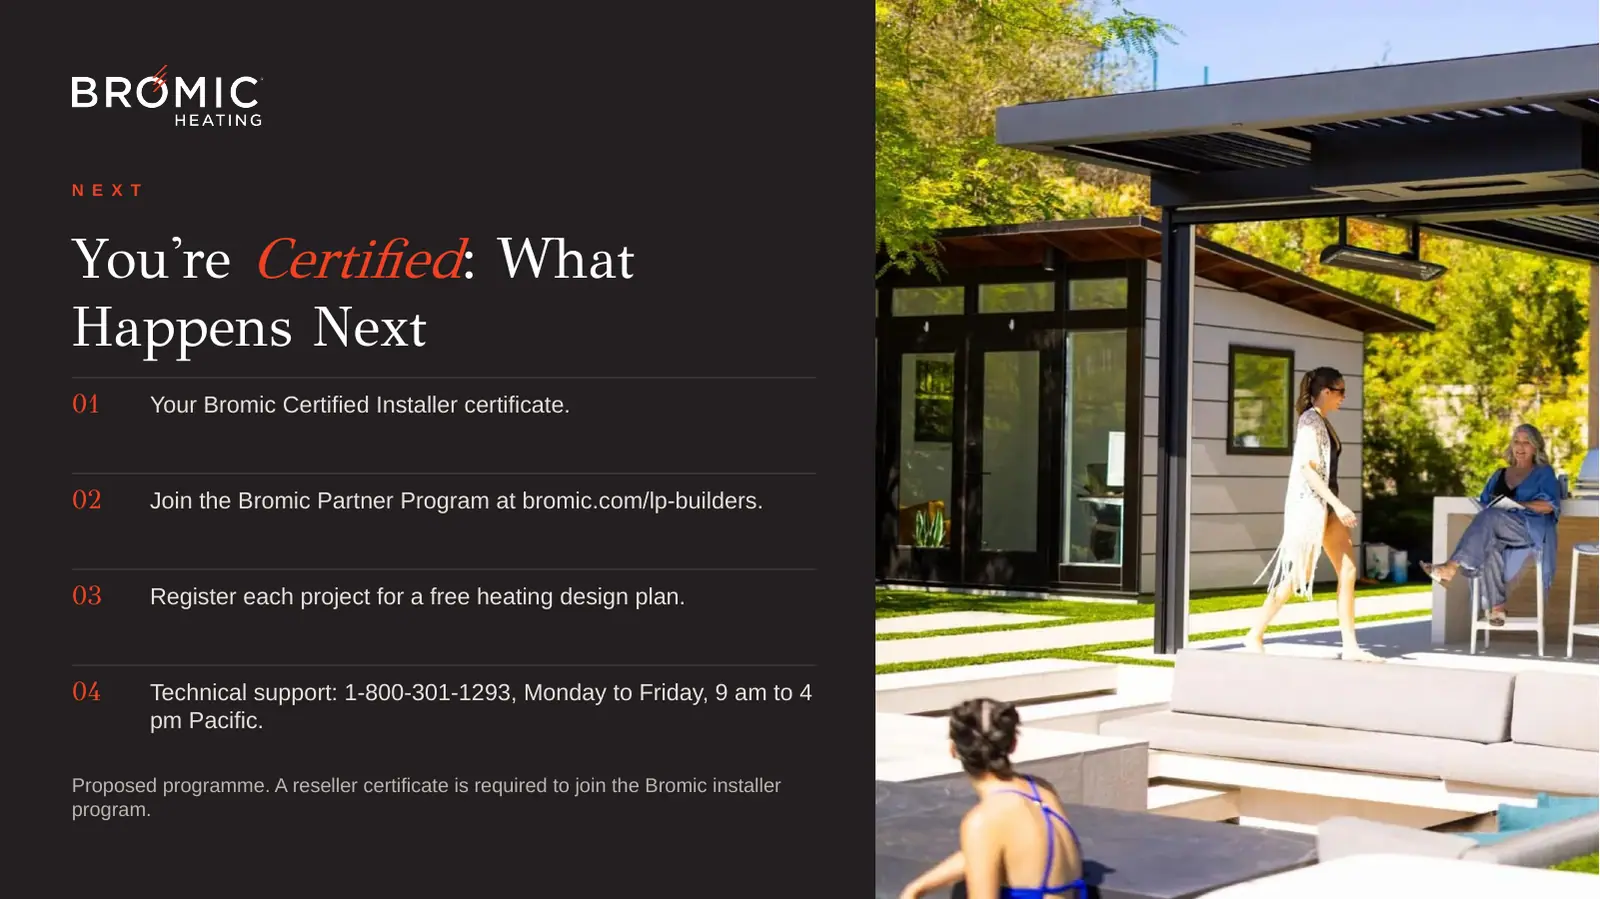 BROMIC
HEATING
NEXT
You’re Certified: What
Happens Next
01 Your Bromic Certified Installer certificate.
02 Join the Bromic Partner Program at bromic.com/lp-builders.
03 Register each project for a free heating design plan.
04 Technical support: 1-800-301-1293, Monday to Friday, 9 am to 4
pm Pacific.
Proposed programme. A reseller certificate is required to join the Bromic installer
program.